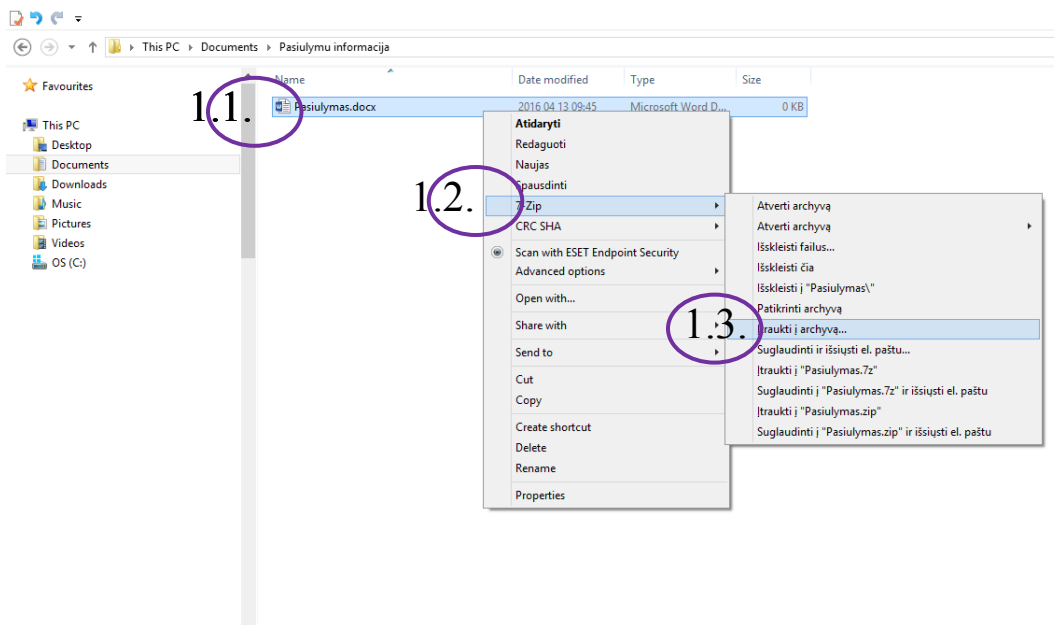 This PC Documents Pasiulymu informacija
Favourites
This PC
Desktop
Documents
Downloads
Music
Pictures
Videos
OS (C:)
Name Date modified Type Size
1.1. Pasiulymas.docx 2016 04 13 09:45 Microsoft Word D... 0 KB
Atidaryti
Redaguoti
Naujas
Spausdinti
1.2. 7-Zip
CRC SHA
Scan with ESET Endpoint Security
Advanced options
Open with...
Share with
Send to
Cut
Copy
Create shortcut
Delete
Rename
Properties
Atverti archyvą
Atverti archyvą
Išskleisti failus...
Išskleisti čia
Išskleisti į "Pasiulymas\"
Patikrinti archyvą
1.3. Įtraukti į archyvą...
Suglaudinti ir išsiųsti el. paštu...
Įtraukti į "Pasiulymas.7z"
Suglaudinti į "Pasiulymas.7z" ir išsiųsti el. paštu
Įtraukti į "Pasiulymas.zip"
Suglaudinti į "Pasiulymas.zip" ir išsiųsti el. paštu